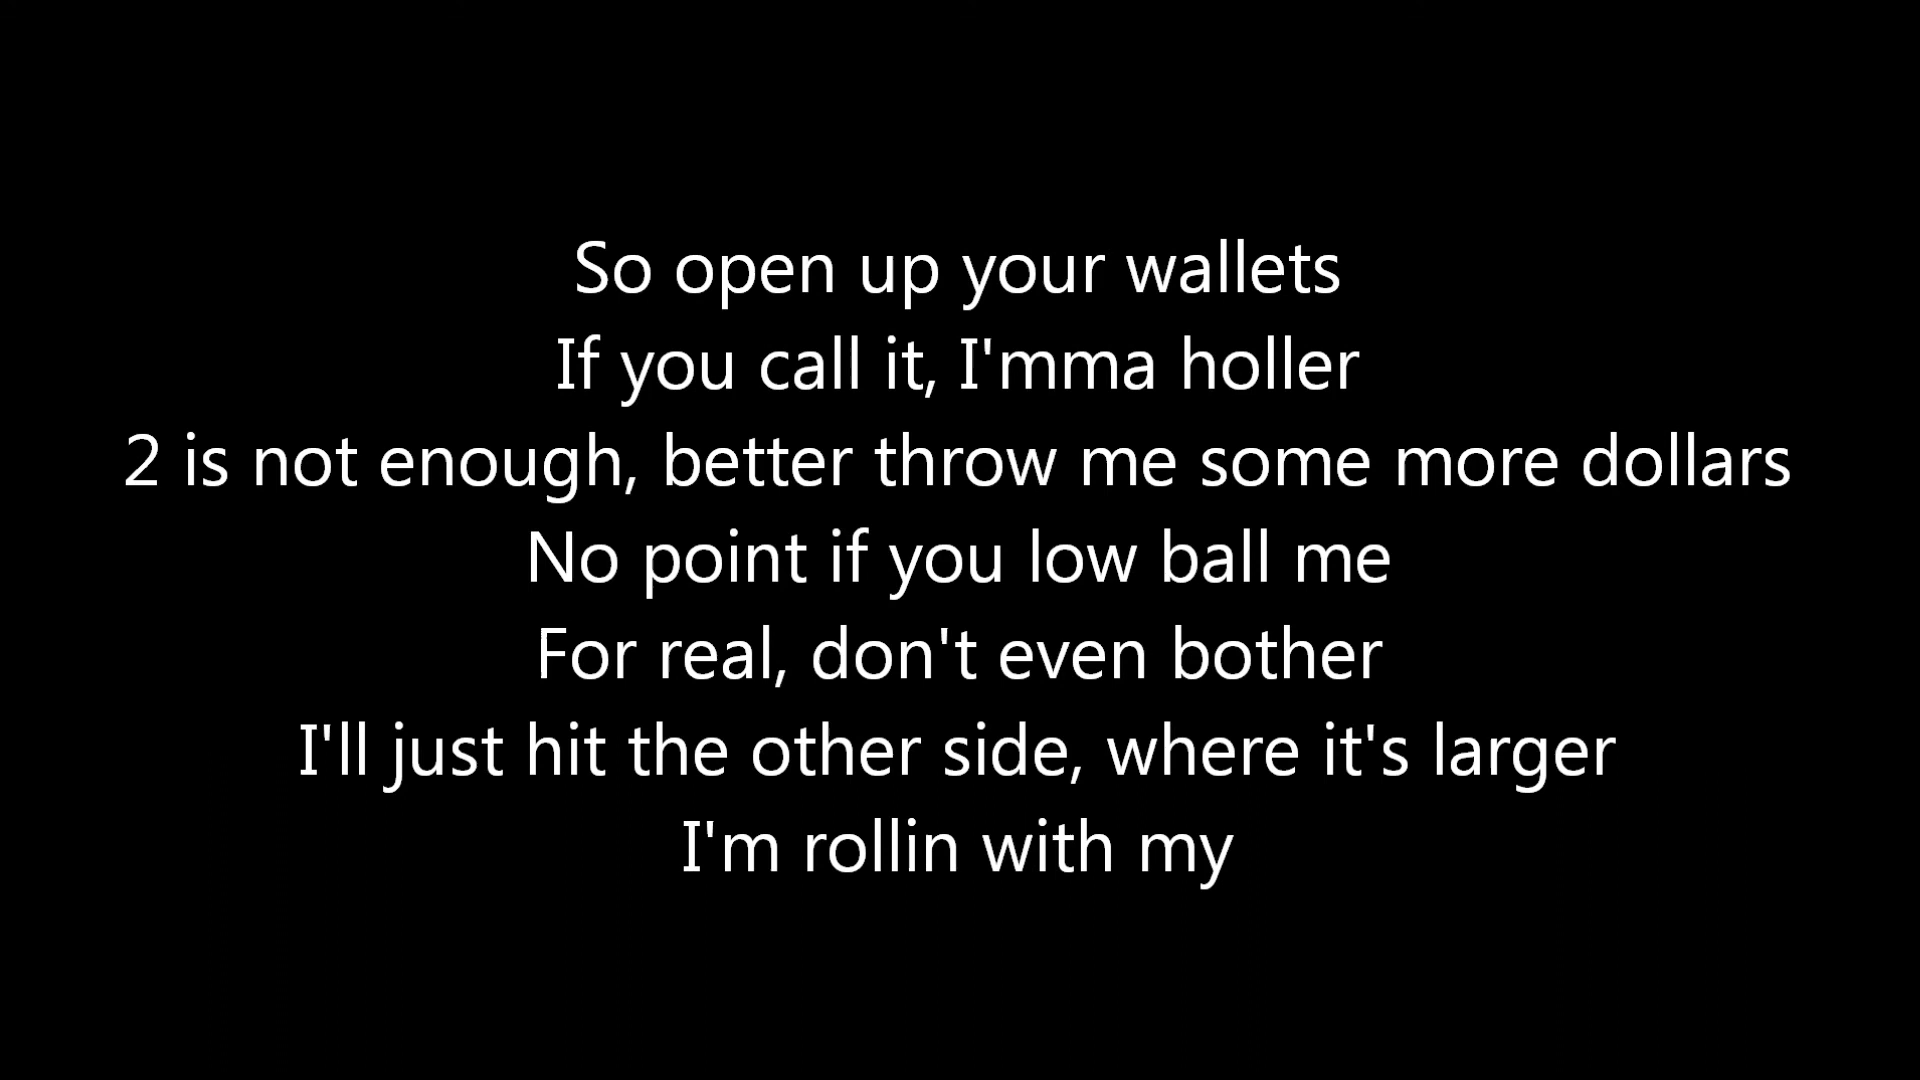 So open up your wallets
If you call it, I'mma holler
2 is not enough, better throw me some more dollars
No point if you low ball me
For real, don't even bother
I'll just hit the other side, where it's larger
I'm rollin with my